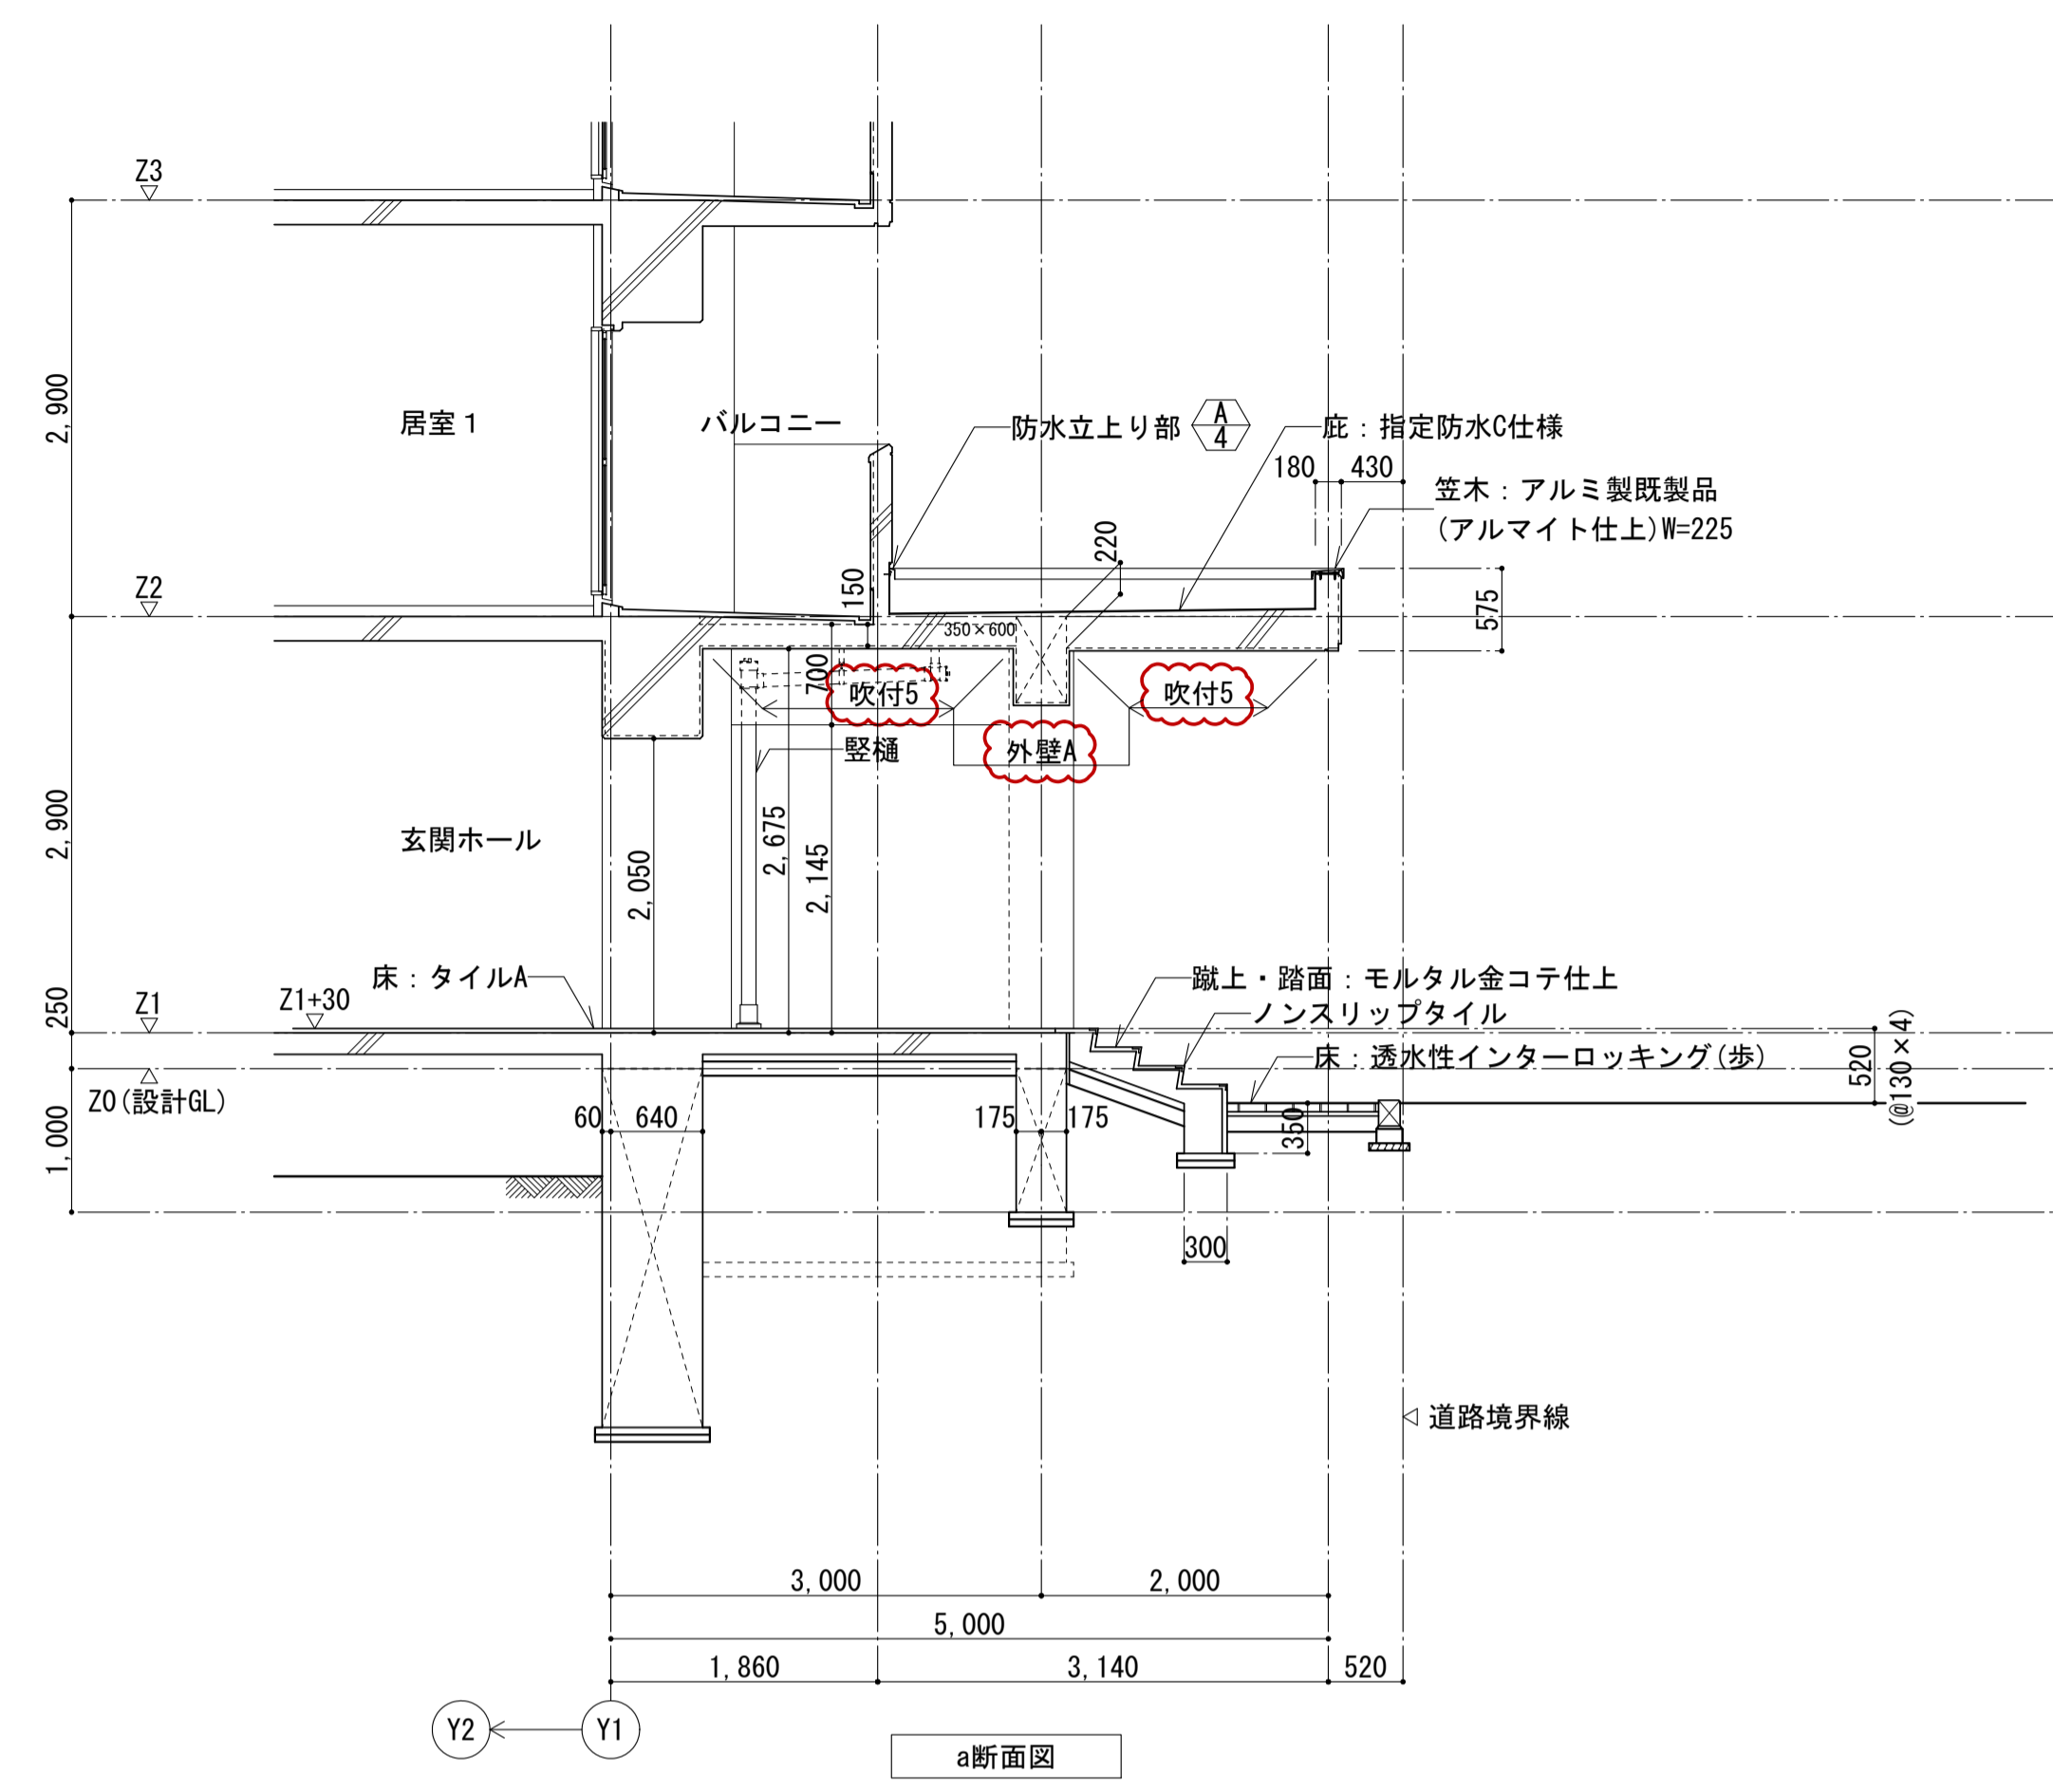 Z3
2,900
居室1
バルコニー
防水立上り部
A
4
庇：指定防水C仕様
180
430
笠木：アルミ製既製品
(アルマイト仕上)W=225
220
575
Z2
150
350×600
700
吹付5
吹付5
外壁A
竪樋
2,900
玄関ホール
2,050
2,675
2,145
床：タイルA
Z1+30
Z1
250
蹴上・踏面：モルタル金コテ仕上
ノンスリップタイル
床：透水性インターロッキング(歩)
520
(@130×4)
Z0(設計GL)
1,000
60
640
175
175
350
300
道路境界線
3,000
2,000
5,000
1,860
3,140
520
Y2
Y1
a断面図